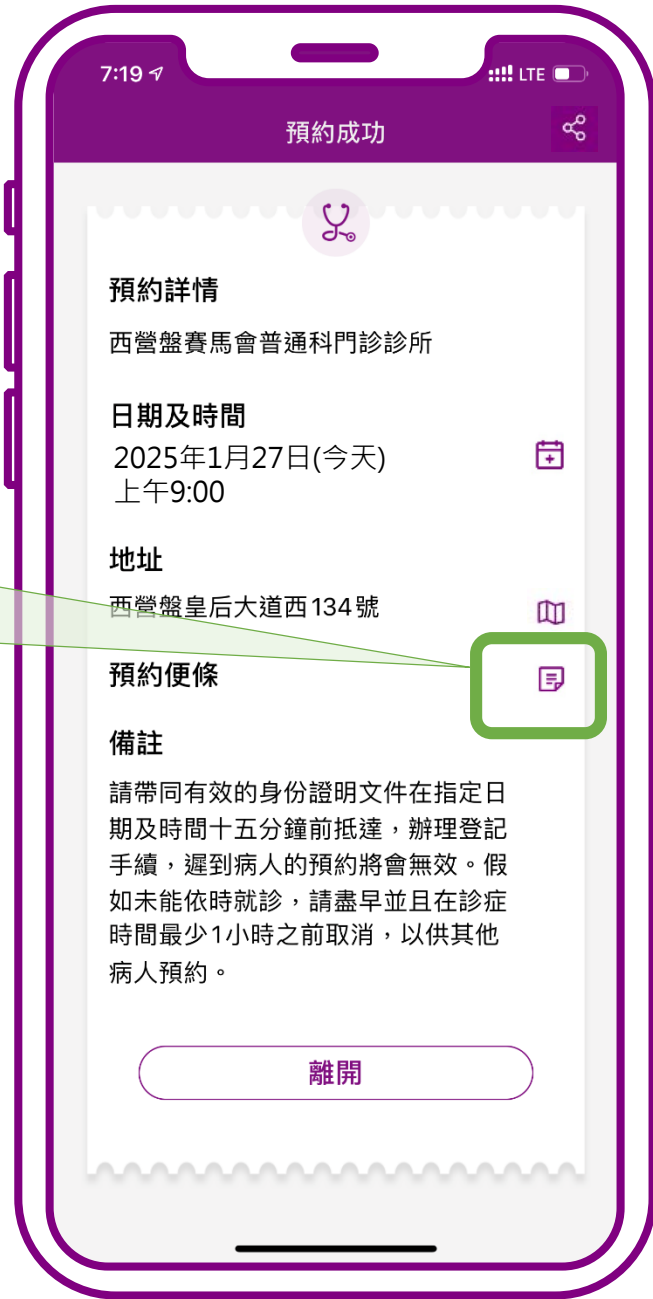 7:19
LTE
預約成功
預約詳情
西營盤賽馬會普通科門診診所
日期及時間
2025年1月27日(今天)
上午9:00
地址
西營盤皇后大道西134號
預約便條
備註
請帶同有效的身份證明文件在指定日
期及時間十五分鐘前抵達，辦理登記
手續，遲到病人的預約將會無效。假
如未能依時就診，請盡早並且在診症
時間最少1小時之前取消，以供其他
病人預約。
離開